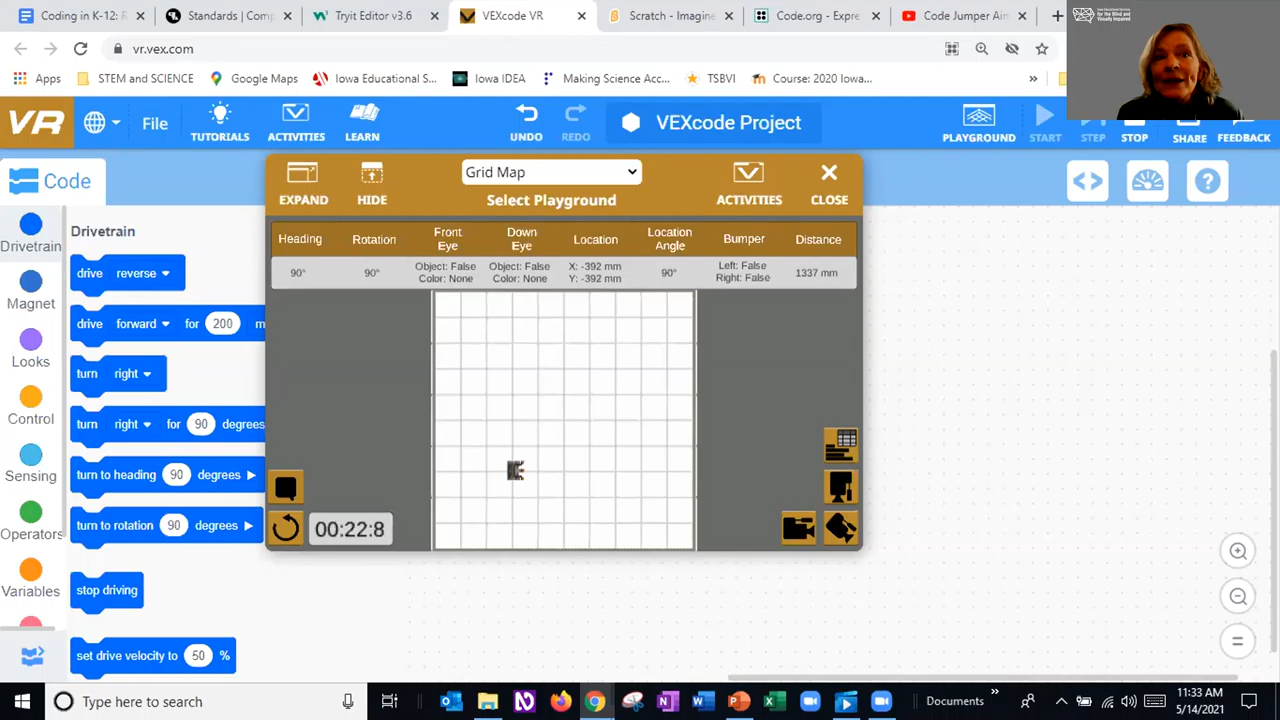 Coding in K-12: R
Standards | Comp
Tryit Editor v3.0
VEXcode VR
Scratch - Imagine
Code.org - Expre
Code Jumper Ai
vr.vex.com
Apps
STEM and SCIENCE
Google Maps
Iowa Educational S...
Iowa IDEA
Making Science Acc...
TSBVI
Course: 2020 Iowa...
»
VR
File
TUTORIALS
ACTIVITIES
LEARN
UNDO
REDO
VEXcode Project
PLAYGROUND
START
STEP
STOP
SHARE
FEEDBACK
Code
EXPAND
HIDE
Grid Map
Select Playground
ACTIVITIES
CLOSE
Heading
Rotation
Front Eye
Down Eye
Location
Location Angle
Bumper
Distance
90°
90°
Object: False
Color: None
Object: False
Color: None
X: -392 mm
Y: -392 mm
90°
Left: False
Right: False
1337 mm
00:22:8
Drivetrain
Magnet
Looks
Control
Sensing
Operators
Variables
Drivetrain
drive reverse
drive forward for 200 m
turn right
turn right for 90 degrees
turn to heading 90 degrees
turn to rotation 90 degrees
stop driving
set drive velocity to 50 %
Type here to search
Documents
»
11:33 AM
5/14/2021